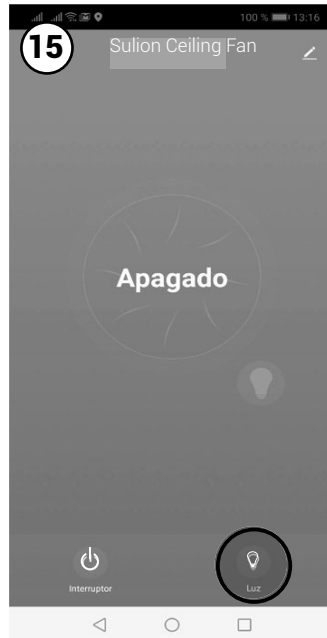 100 % 13:16
15
Sulion Ceiling Fan
Apagado
Interruptor
Luz